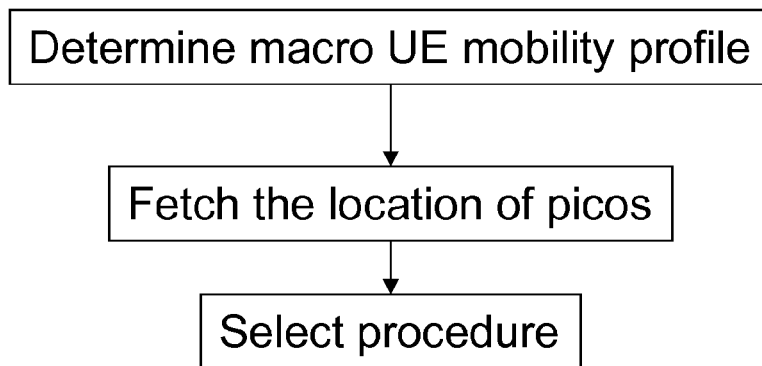 Determine macro UE mobility profile
Fetch the location of picos
Select procedure